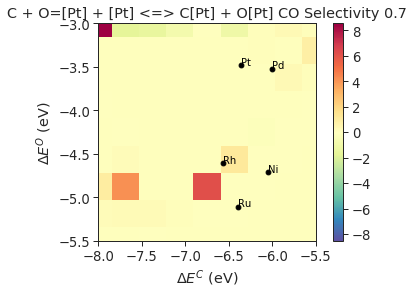 C + O=[Pt] + [Pt] <=> C[Pt] + O[Pt] CO Selectivity 0.7
−3.0
−3.5
−4.0
−4.5
−5.0
−5.5
ΔE^O (eV)
Pt
Pd
Rh
Ni
Ru
−8.0 −7.5 −7.0 −6.5 −6.0 −5.5
ΔE^C (eV)
8
6
4
2
0
−2
−4
−6
−8